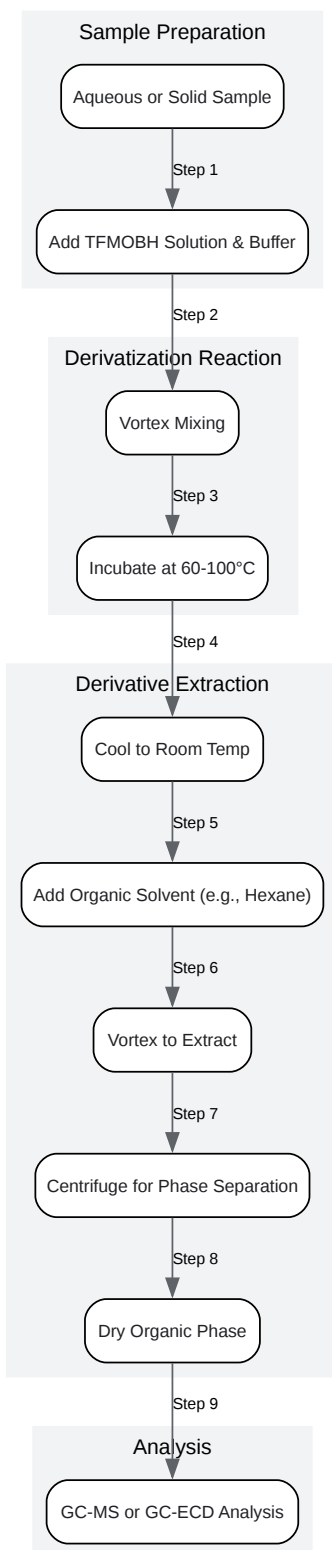 Sample Preparation
Aqueous or Solid Sample
Step 1
Add TFMOBH Solution & Buffer
Step 2
Derivatization Reaction
Vortex Mixing
Step 3
Incubate at 60-100°C
Step 4
Derivative Extraction
Cool to Room Temp
Step 5
Add Organic Solvent (e.g., Hexane)
Step 6
Vortex to Extract
Step 7
Centrifuge for Phase Separation
Step 8
Dry Organic Phase
Step 9
Analysis
GC-MS or GC-ECD Analysis